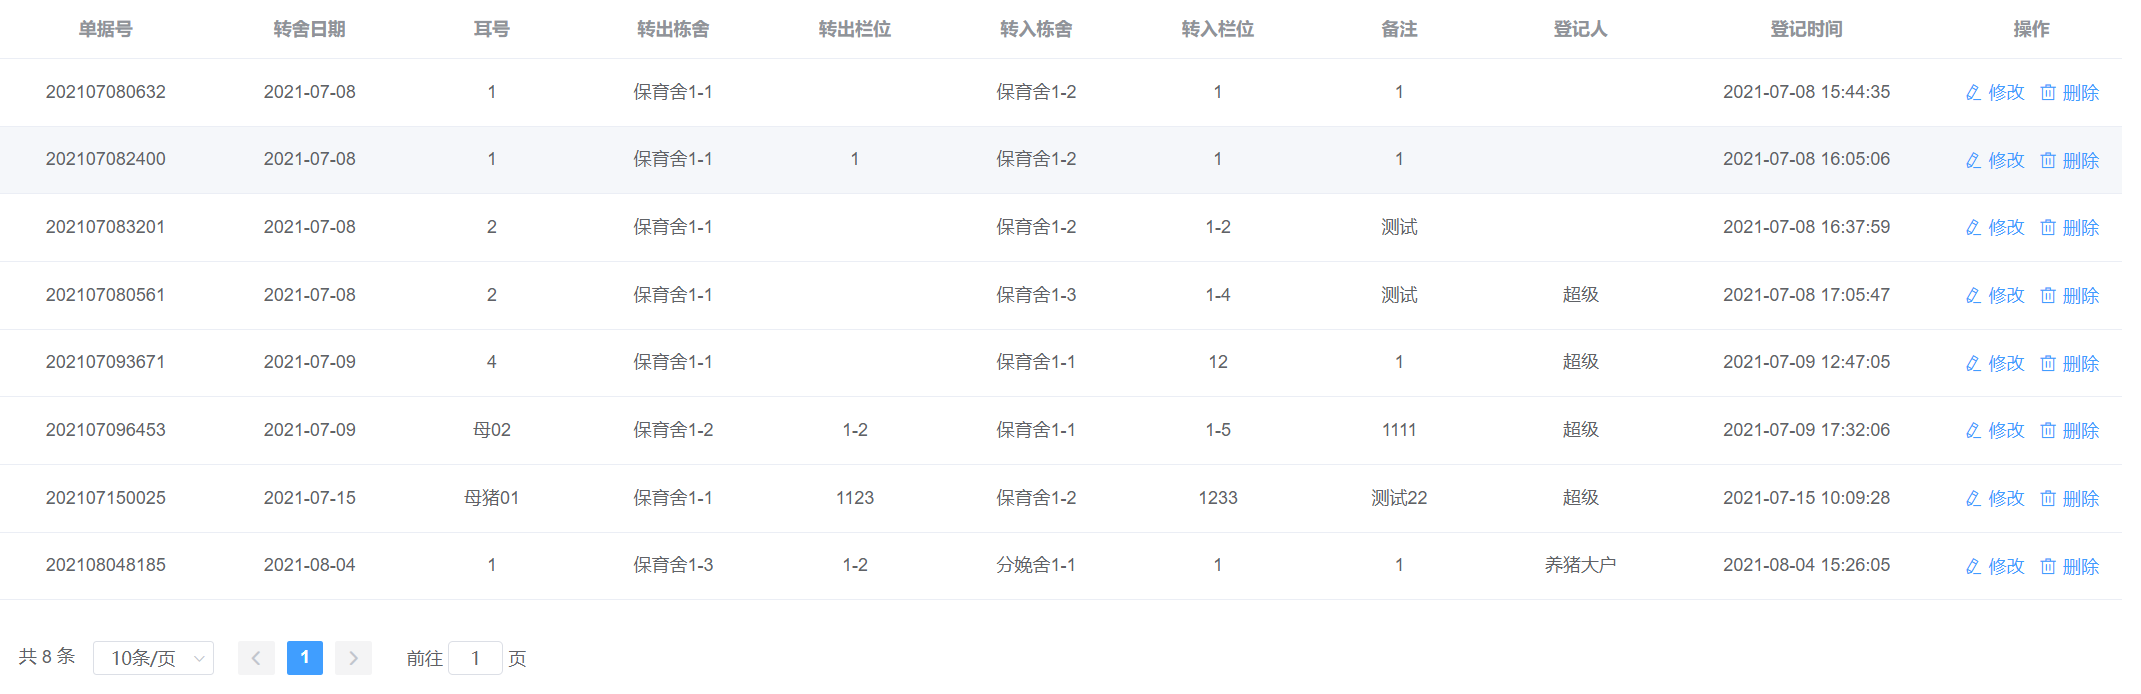 单据号 转舍日期 耳号 转出栋舍 转出栏位 转入栋舍 转入栏位 备注 登记人 登记时间 操作
202107080632 2021-07-08 1 保育舍1-1 保育舍1-2 1 1 2021-07-08 15:44:35 修改 删除
202107082400 2021-07-08 1 保育舍1-1 1 保育舍1-2 1 1 2021-07-08 16:05:06 修改 删除
202107083201 2021-07-08 2 保育舍1-1 保育舍1-2 1-2 测试 2021-07-08 16:37:59 修改 删除
202107080561 2021-07-08 2 保育舍1-1 保育舍1-3 1-4 测试 超级 2021-07-08 17:05:47 修改 删除
202107093671 2021-07-09 4 保育舍1-1 保育舍1-1 12 1 超级 2021-07-09 12:47:05 修改 删除
202107096453 2021-07-09 母02 保育舍1-2 1-2 保育舍1-1 1-5 1111 超级 2021-07-09 17:32:06 修改 删除
202107150025 2021-07-15 母猪01 保育舍1-1 1123 保育舍1-2 1233 测试22 超级 2021-07-15 10:09:28 修改 删除
202108048185 2021-08-04 1 保育舍1-3 1-2 分娩舍1-1 1 1 养猪大户 2021-08-04 15:26:05 修改 删除
共 8 条 10条/页 1 前往 1 页